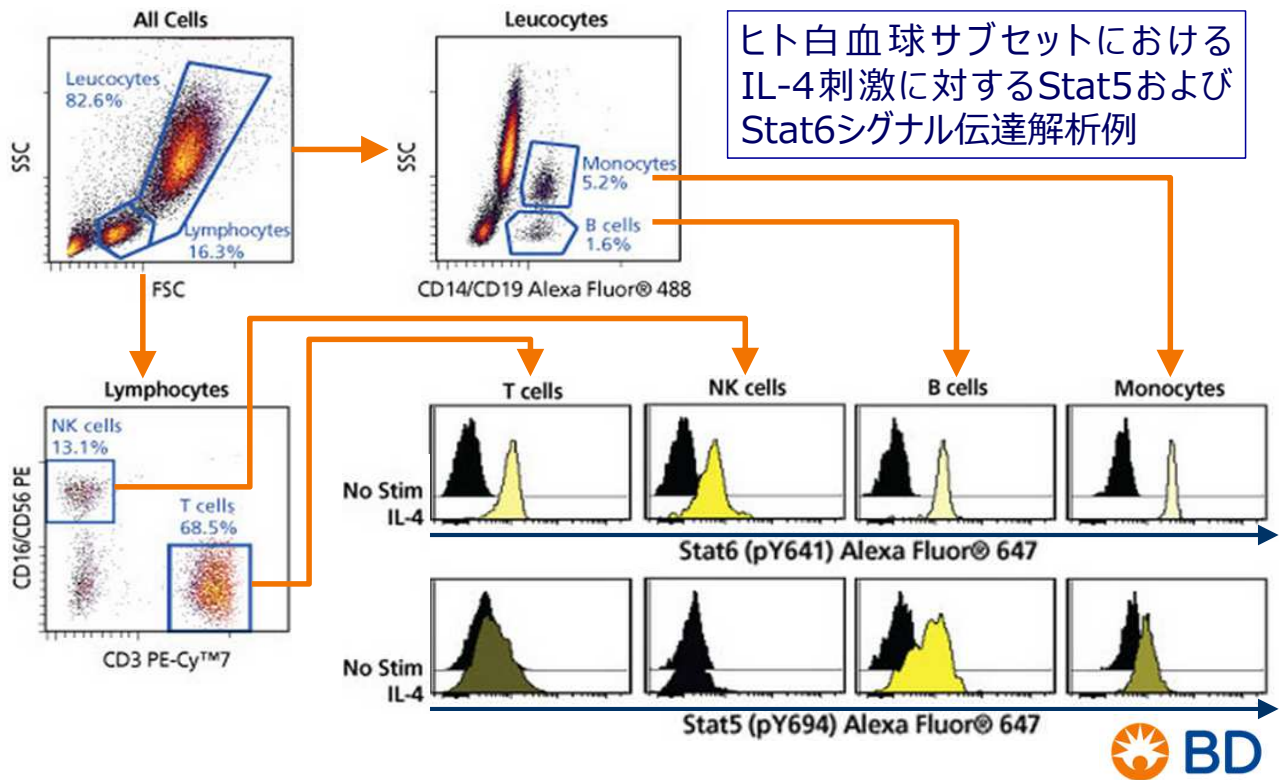 All Cells
Leucocytes
82.6%
Lymphocytes
16.3%
SSC
FSC
Leucocytes
Monocytes
5.2%
B cells
1.6%
SSC
CD14/CD19 Alexa Fluor® 488
ヒト白血球サブセットにおける
IL-4刺激に対するStat5および
Stat6シグナル伝達解析例
Lymphocytes
NK cells
13.1%
T cells
68.5%
CD16/CD56 PE
CD3 PE-Cy™7
T cells
NK cells
B cells
Monocytes
No Stim
IL-4
Stat6 (pY641) Alexa Fluor® 647
No Stim
IL-4
Stat5 (pY694) Alexa Fluor® 647
BD